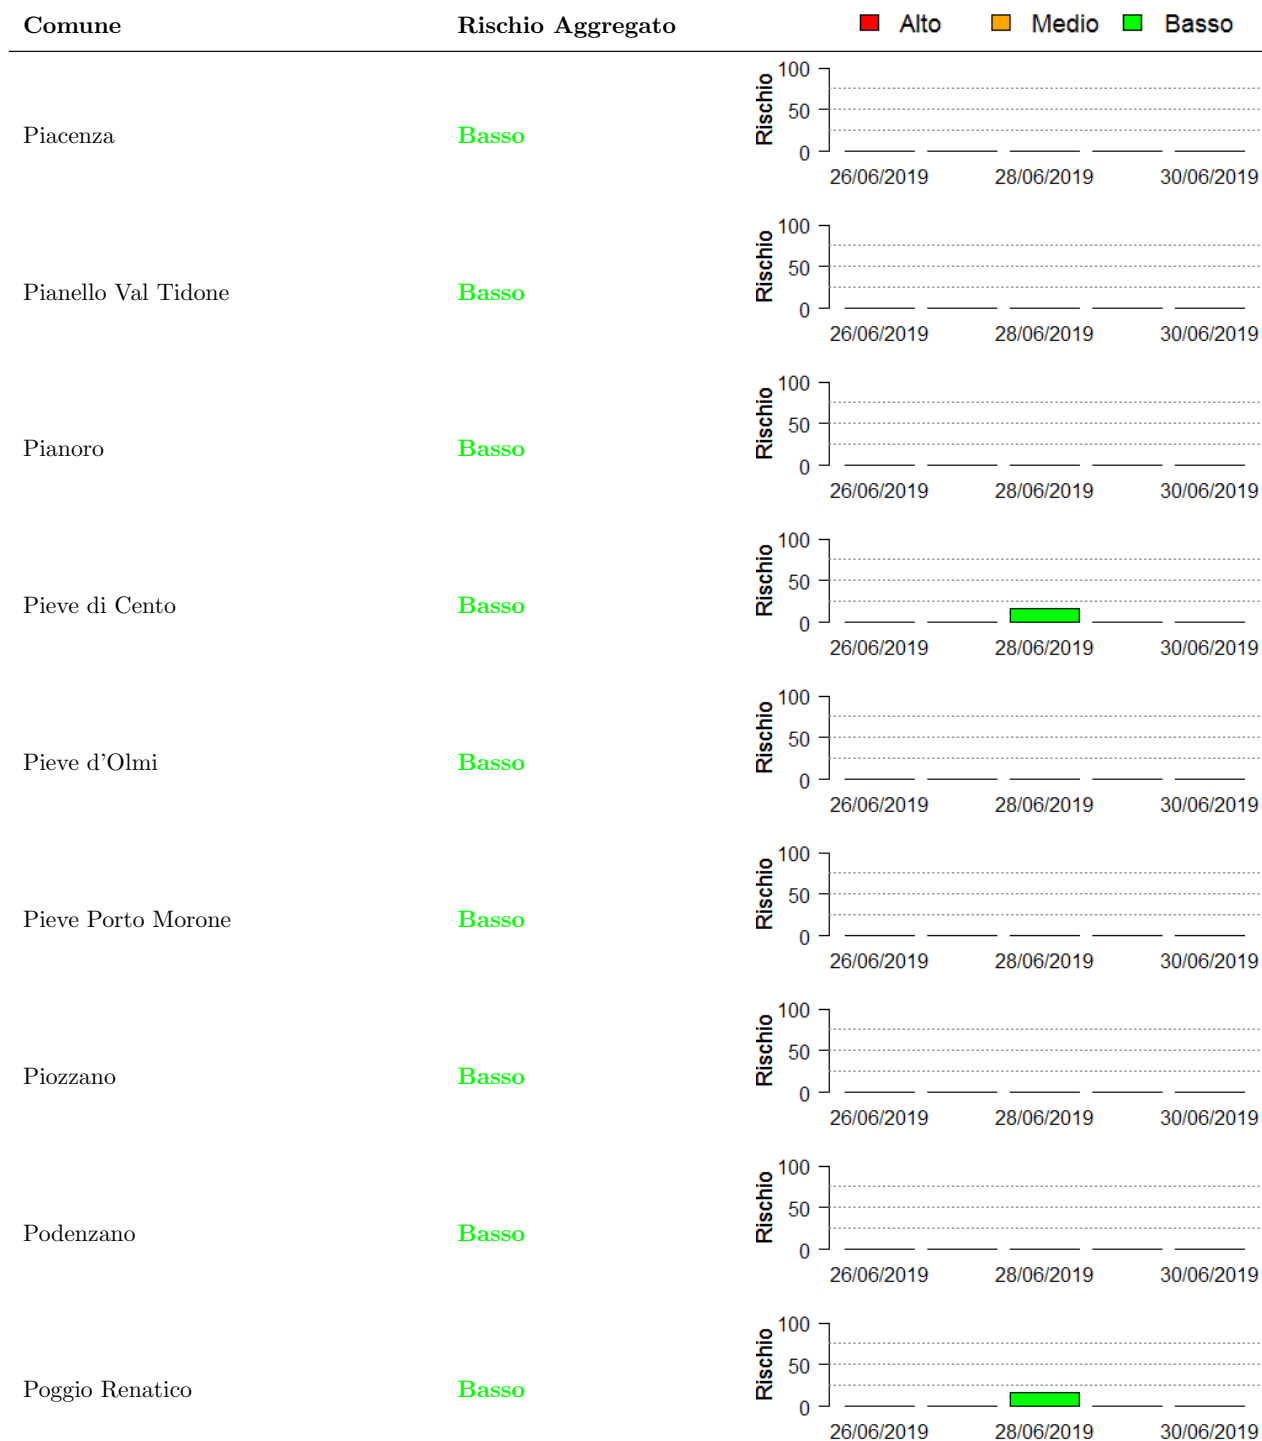 Comune Rischio Aggregato Alto Medio Basso
Piacenza Basso
Rischio
100
50
0
26/06/2019 28/06/2019 30/06/2019
Pianello Val Tidone Basso
Rischio
100
50
0
26/06/2019 28/06/2019 30/06/2019
Pianoro Basso
Rischio
100
50
0
26/06/2019 28/06/2019 30/06/2019
Pieve di Cento Basso
Rischio
100
50
0
26/06/2019 28/06/2019 30/06/2019
Pieve d'Olmi Basso
Rischio
100
50
0
26/06/2019 28/06/2019 30/06/2019
Pieve Porto Morone Basso
Rischio
100
50
0
26/06/2019 28/06/2019 30/06/2019
Piozzano Basso
Rischio
100
50
0
26/06/2019 28/06/2019 30/06/2019
Podenzano Basso
Rischio
100
50
0
26/06/2019 28/06/2019 30/06/2019
Poggio Renatico Basso
Rischio
100
50
0
26/06/2019 28/06/2019 30/06/2019